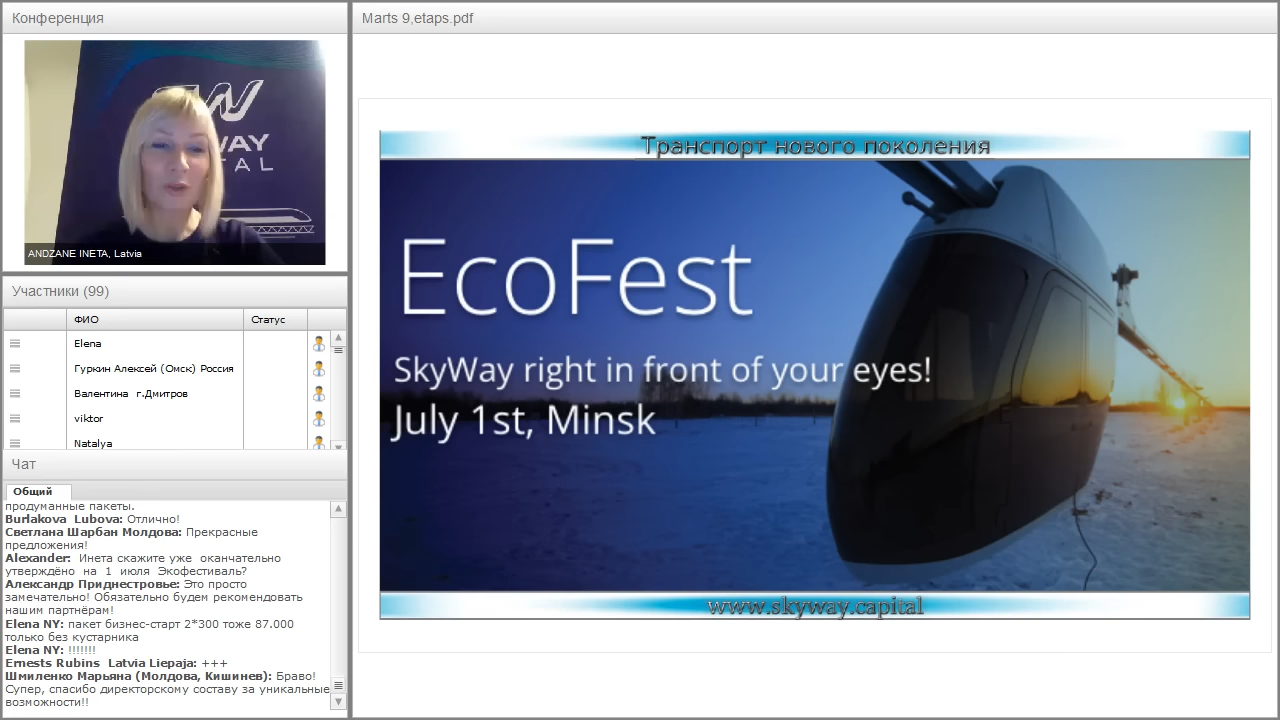 Конференция
SW
WAY
TAL
ANDZANE INETA, Latvia
Участники (99)
ФИО Статус
Elena
Гуркин Алексей (Омск) Россия
Валентина г.Дмитров
viktor
Natalya
Чат
Общий
продуманные пакеты.
Burlakova Lubova: Отлично!
Светлана Шарбан Молдова: Прекрасные
предложения!
Alexander: Инета скажите уже оканчательно
утверждёно на 1 июля Экофестиваль?
Александр Приднестровье: Это просто
замечательно! Обязательно будем рекомендовать
нашим партнёрам!
Elena NY: пакет бизнес-старт 2*300 тоже 87.000
только без кустарника
Elena NY: !!!!!!!
Ernests Rubins Latvia Liepaja: +++
Шмиленко Марьяна (Молдова, Кишинев): Браво!
Супер, спасибо директорскому составу за уникальные
возможности!!
Marts 9,etaps.pdf
Транспорт нового поколения
EcoFest
SkyWay right in front of your eyes!
July 1st, Minsk
www.skyway.capital